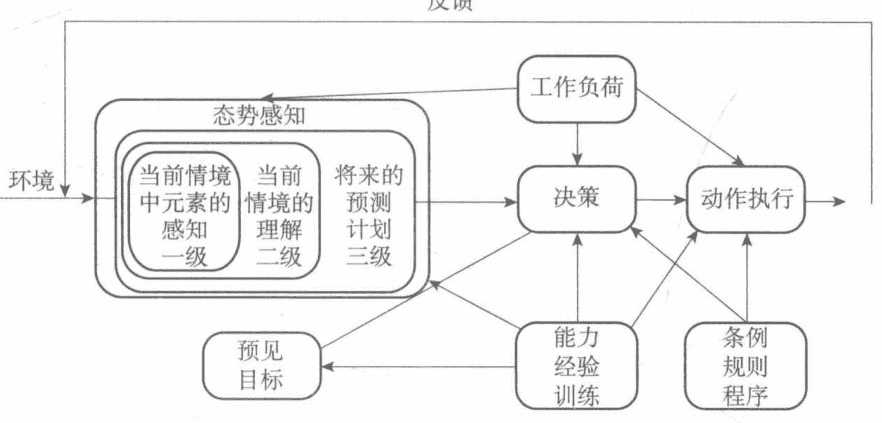 反馈
工作负荷
态势感知
环境
当前情境
中元素的
感知
一级
当前
情境的
理解
二级
将来的
预测
计划
三级
决策
动作执行
预见
目标
能力
经验
训练
条例
规则
程序